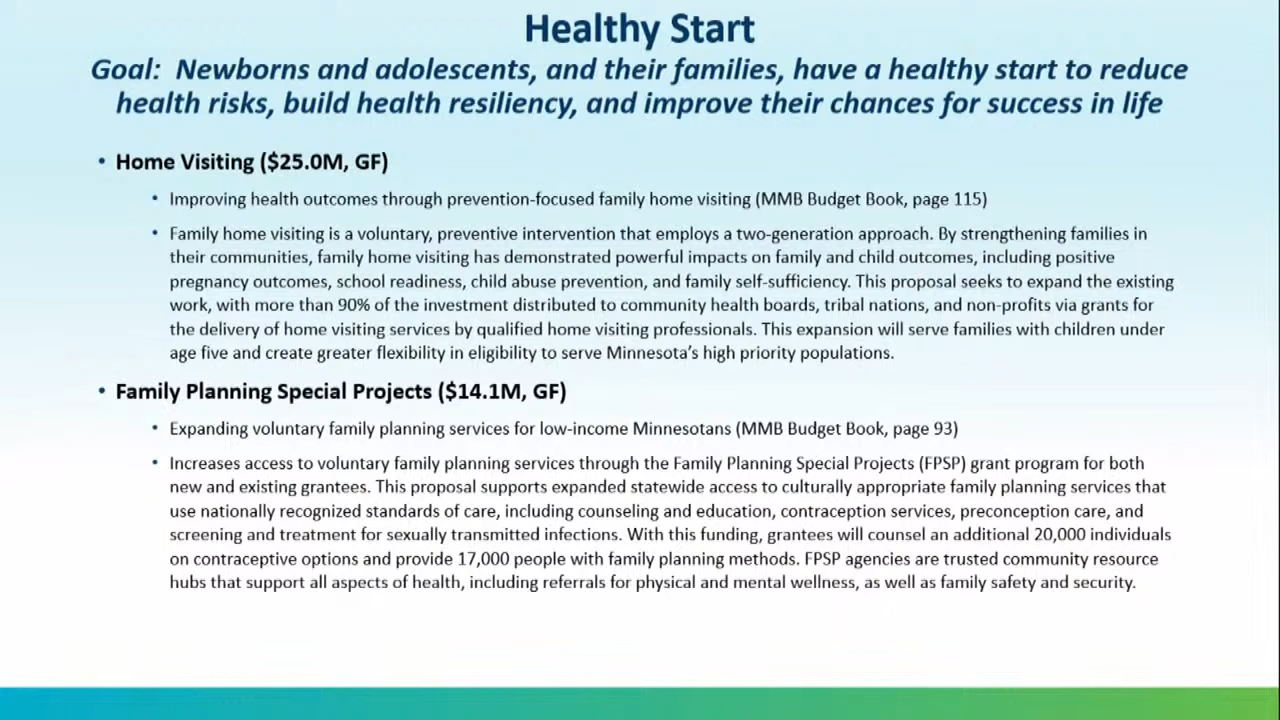 Healthy Start
Goal:  Newborns and adolescents, and their families, have a healthy start to reduce
health risks, build health resiliency, and improve their chances for success in life
• Home Visiting ($25.0M, GF)
• Improving health outcomes through prevention-focused family home visiting (MMB Budget Book, page 115)
• Family home visiting is a voluntary, preventive intervention that employs a two-generation approach. By strengthening families in
their communities, family home visiting has demonstrated powerful impacts on family and child outcomes, including positive
pregnancy outcomes, school readiness, child abuse prevention, and family self-sufficiency. This proposal seeks to expand the existing
work, with more than 90% of the investment distributed to community health boards, tribal nations, and non-profits via grants for
the delivery of home visiting services by qualified home visiting professionals. This expansion will serve families with children under
age five and create greater flexibility in eligibility to serve Minnesota’s high priority populations.
• Family Planning Special Projects ($14.1M, GF)
• Expanding voluntary family planning services for low-income Minnesotans (MMB Budget Book, page 93)
• Increases access to voluntary family planning services through the Family Planning Special Projects (FPSP) grant program for both
new and existing grantees. This proposal supports expanded statewide access to culturally appropriate family planning services that
use nationally recognized standards of care, including counseling and education, contraception services, preconception care, and
screening and treatment for sexually transmitted infections. With this funding, grantees will counsel an additional 20,000 individuals
on contraceptive options and provide 17,000 people with family planning methods. FPSP agencies are trusted community resource
hubs that support all aspects of health, including referrals for physical and mental wellness, as well as family safety and security.